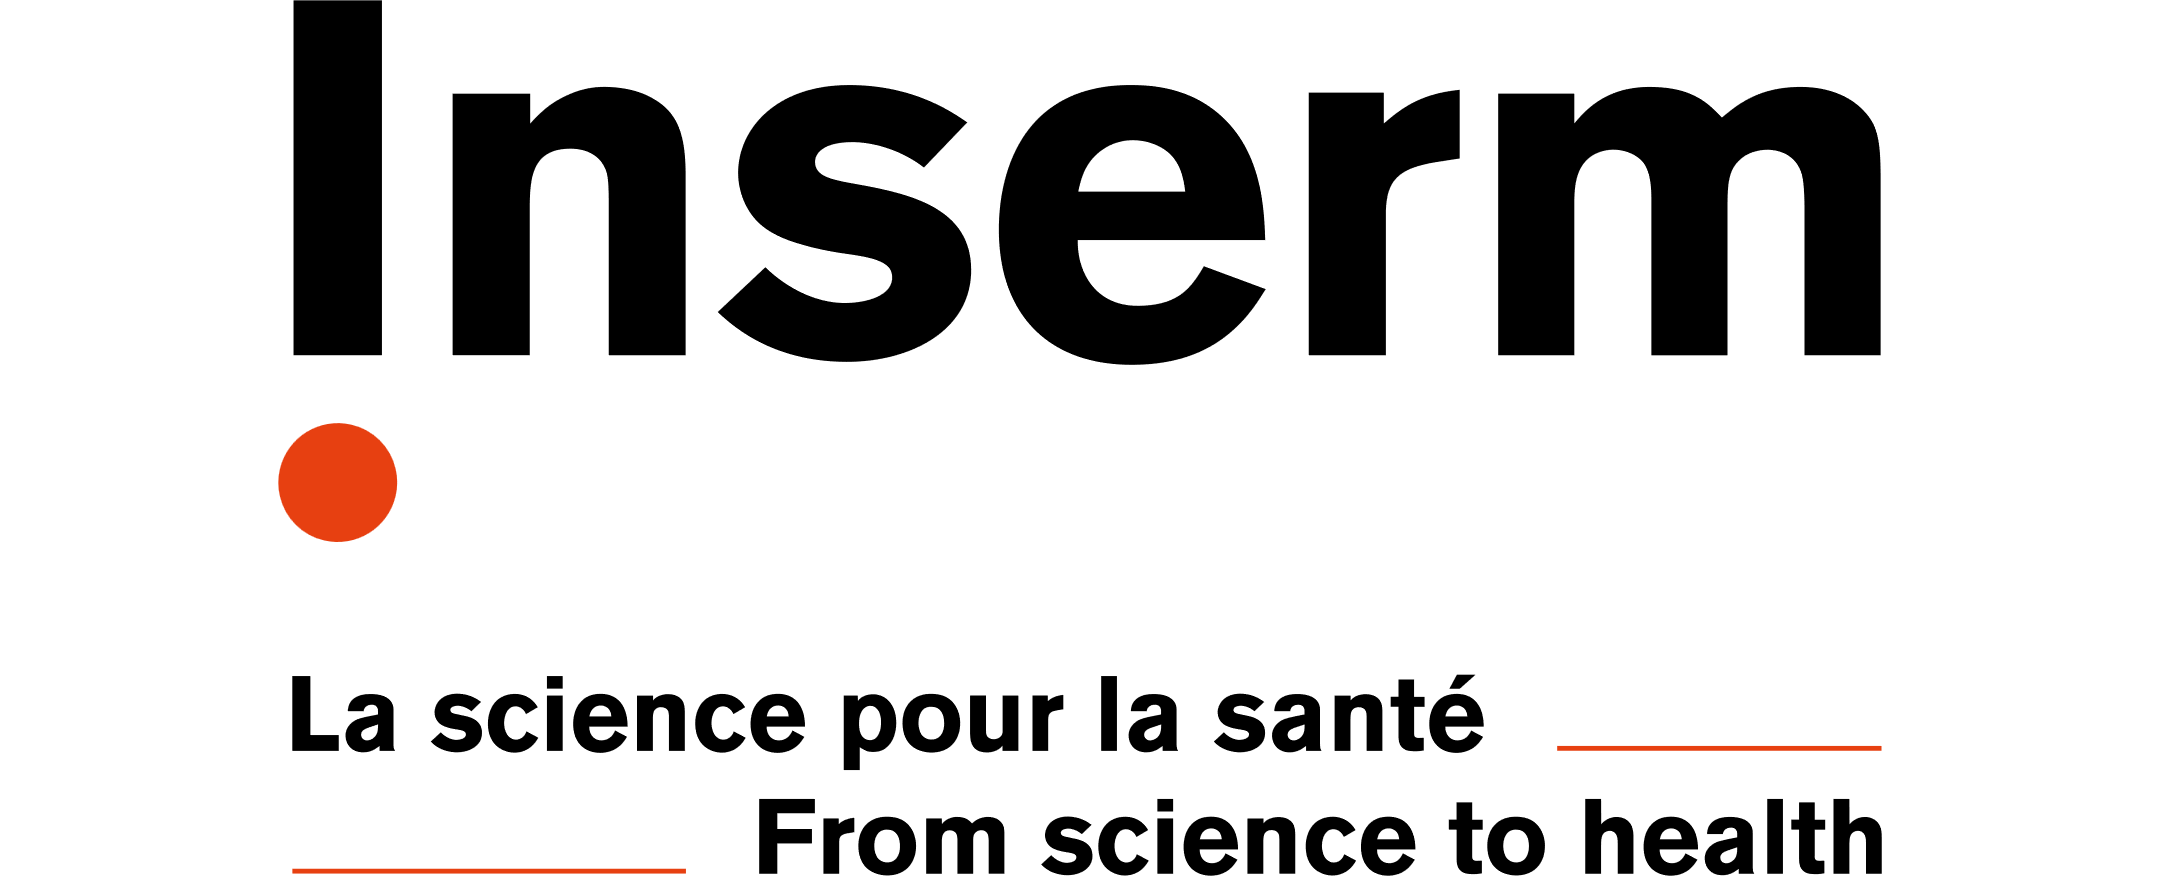 Inserm
La science pour la santé
From science to health